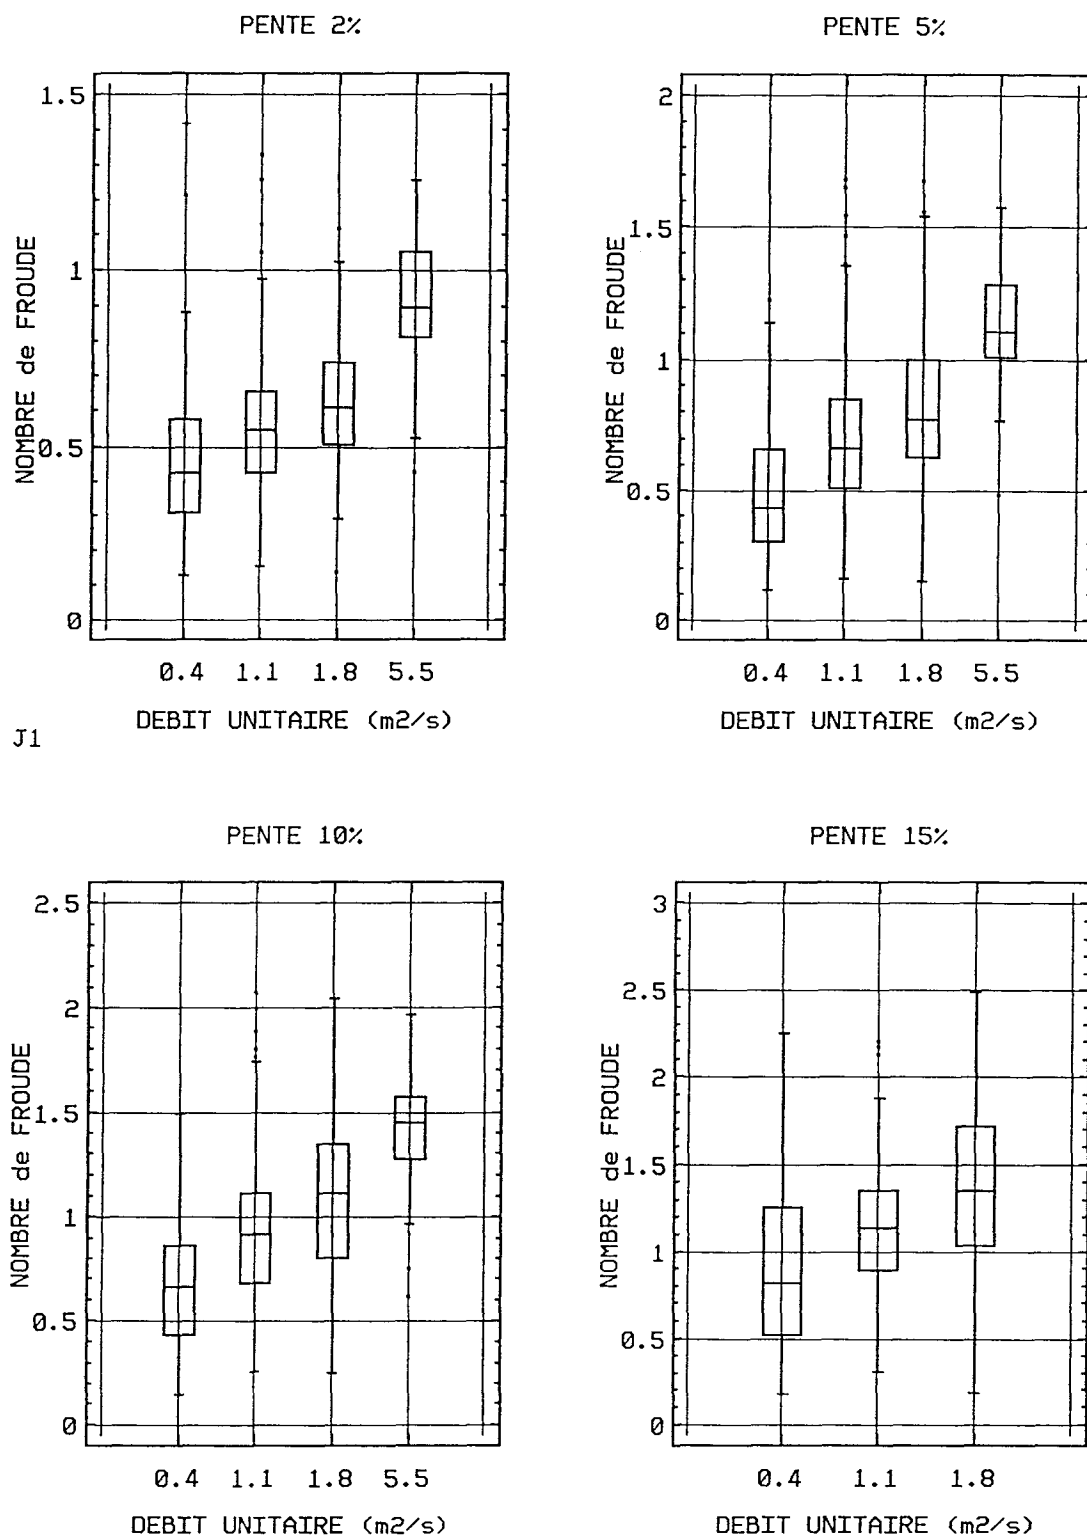 PENTE 2%
1.5
1
0.5
0
NOMBRE de FROUDE
0.4 1.1 1.8 5.5
DEBIT UNITAIRE (m2/s)
PENTE 5%
2
1.5
1
0.5
0
NOMBRE de FROUDE
0.4 1.1 1.8 5.5
DEBIT UNITAIRE (m2/s)
J1
PENTE 10%
2.5
2
1.5
1
0.5
0
NOMBRE de FROUDE
0.4 1.1 1.8 5.5
DEBIT UNITAIRE (m2/s)
PENTE 15%
3
2.5
2
1.5
1
0.5
0
NOMBRE de FROUDE
0.4 1.1 1.8
DEBIT UNITAIRE (m2/s)